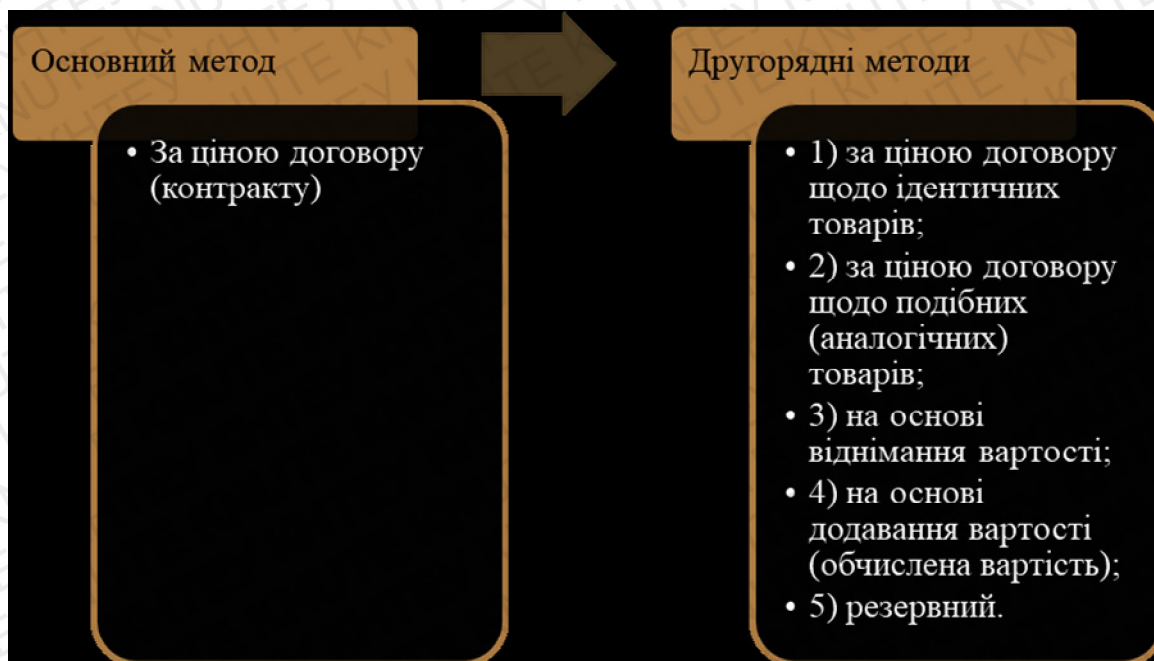 Основний метод
• За ціною договору
(контракту)
Другорядні методи
• 1) за ціною договору
щодо ідентичних
товарів;
• 2) за ціною договору
щодо подібних
(аналогічних)
товарів;
• 3) на основі
віднімання вартості;
• 4) на основі
додавання вартості
(обчислена вартість);
• 5) резервний.